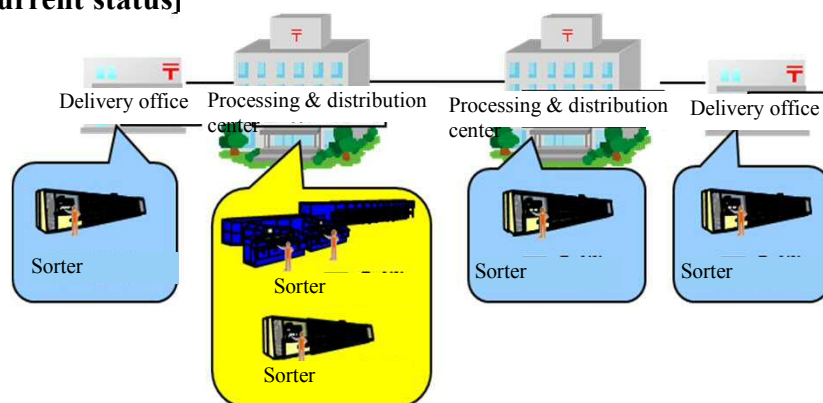 urrent status]
〒
〒
〒
〒
Delivery office
Processing & distribution
center
Processing & distribution
center
Delivery office
Sorter
Sorter
Sorter
Sorter
Sorter